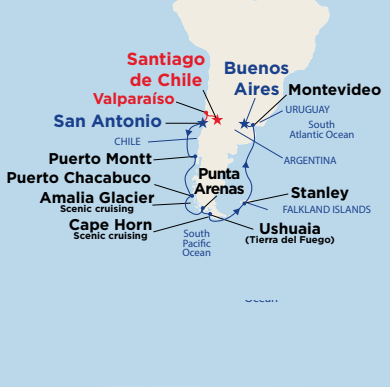 Santiago
de Chile
Valparaíso
San Antonio
Buenos
Aires
Montevideo
URUGUAY
South
Atlantic Ocean
CHILE
ARGENTINA
Puerto Montt
Puerto Chacabuco
Amalia Glacier
Scenic cruising
Cape Horn
Scenic cruising
Punta
Arenas
Stanley
FALKLAND ISLANDS
Ushuaia
(Tierra del Fuego)
South
Pacific
Ocean
Ocean